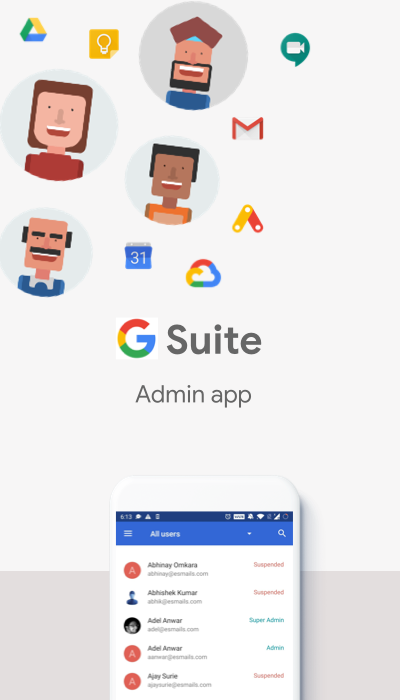 31
G Suite
Admin app
6:13
All users
A
Abhinay Omkara
Suspended
abhinay@esmails.com
Abhishek Kumar
Suspended
abhik@esmails.com
Adel Anwar
Super Admin
adel@esmails.com
A
Adel Anwar
Admin
aanwar@esmails.com
A
Ajay Surie
Suspended
ajaysurie@esmails.com